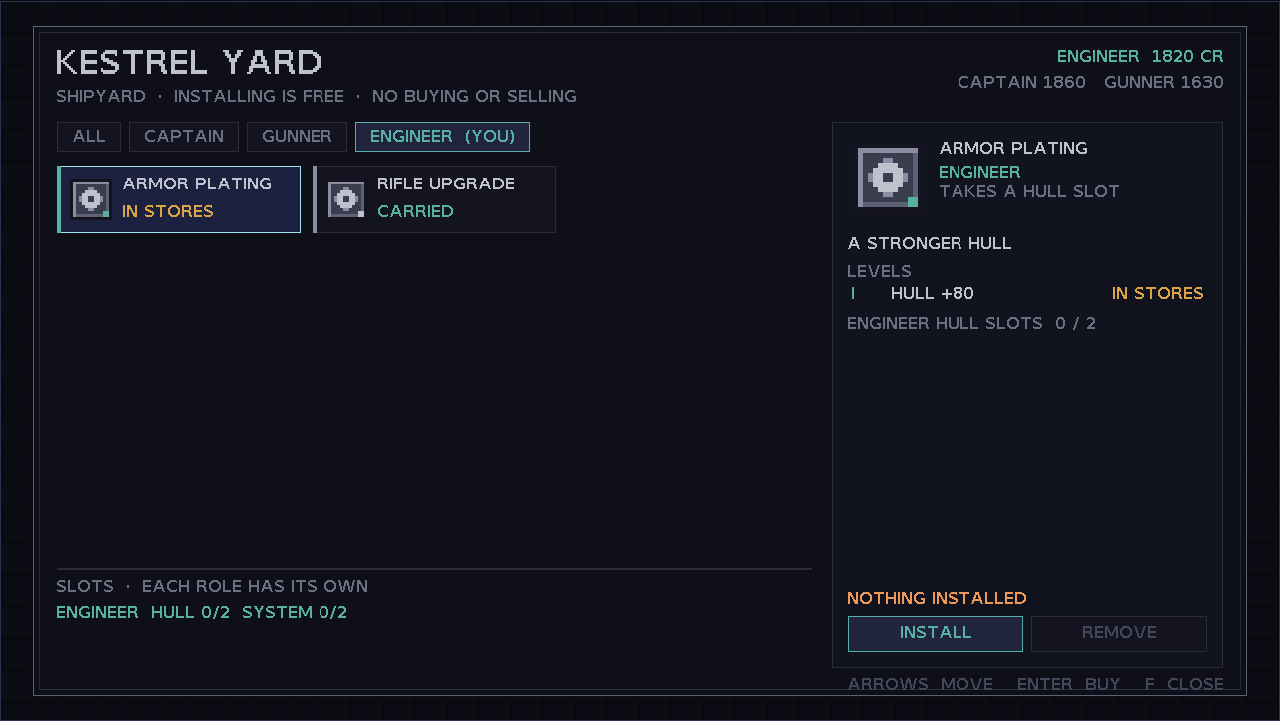 KESTREL YARD
ENGINEER 1820 CR
CAPTAIN 1860 GUNNER 1630
SHIPYARD · INSTALLING IS FREE · NO BUYING OR SELLING
ALL CAPTAIN GUNNER ENGINEER (YOU)
ARMOR PLATING
IN STORES
RIFLE UPGRADE
CARRIED
SLOTS · EACH ROLE HAS ITS OWN
ENGINEER HULL 0/2 SYSTEM 0/2
ARMOR PLATING
ENGINEER
TAKES A HULL SLOT
A STRONGER HULL
LEVELS
I HULL +80 IN STORES
ENGINEER HULL SLOTS 0 / 2
NOTHING INSTALLED
INSTALL REMOVE
ARROWS MOVE ENTER BUY F CLOSE